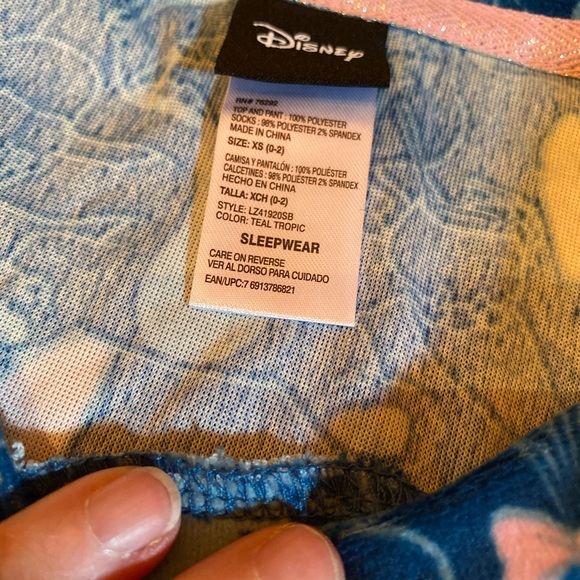 Disney
RN# 76292
TOP AND PANT : 100% POLYESTER
SOCKS : 98% POLYESTER 2% SPANDEX
MADE IN CHINA
SIZE: XS (0-2)
CAMISA Y PANTALÓN : 100% POLIÉSTER
CALCETINES : 98% POLIÉSTER 2% SPANDEX
HECHO EN CHINA
TALLA: XCH (0-2)
STYLE: LZ41920SB
COLOR: TEAL TROPIC
SLEEPWEAR
CARE ON REVERSE
VER AL DORSO PARA CUIDADO
EAN/UPC:7 6913786821